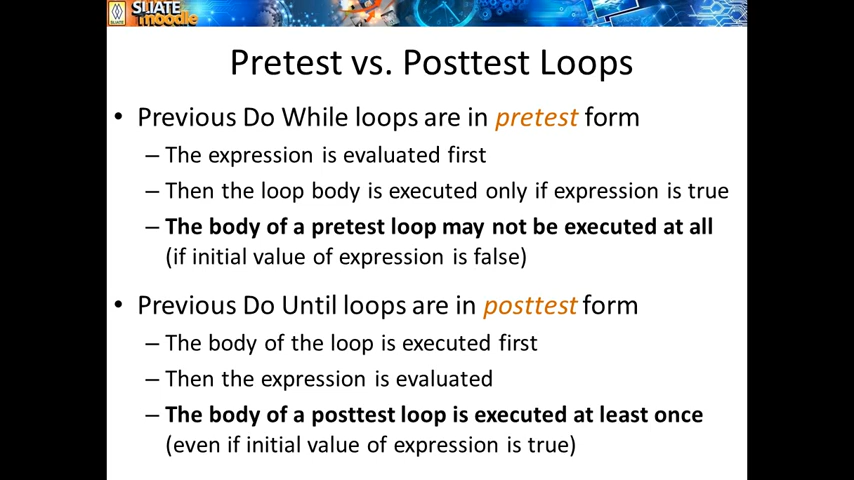 SLIATE
SLIATE
moodle
Pretest vs. Posttest Loops
• Previous Do While loops are in pretest form
– The expression is evaluated first
– Then the loop body is executed only if expression is true
– The body of a pretest loop may not be executed at all
(if initial value of expression is false)
• Previous Do Until loops are in posttest form
– The body of the loop is executed first
– Then the expression is evaluated
– The body of a posttest loop is executed at least once
(even if initial value of expression is true)